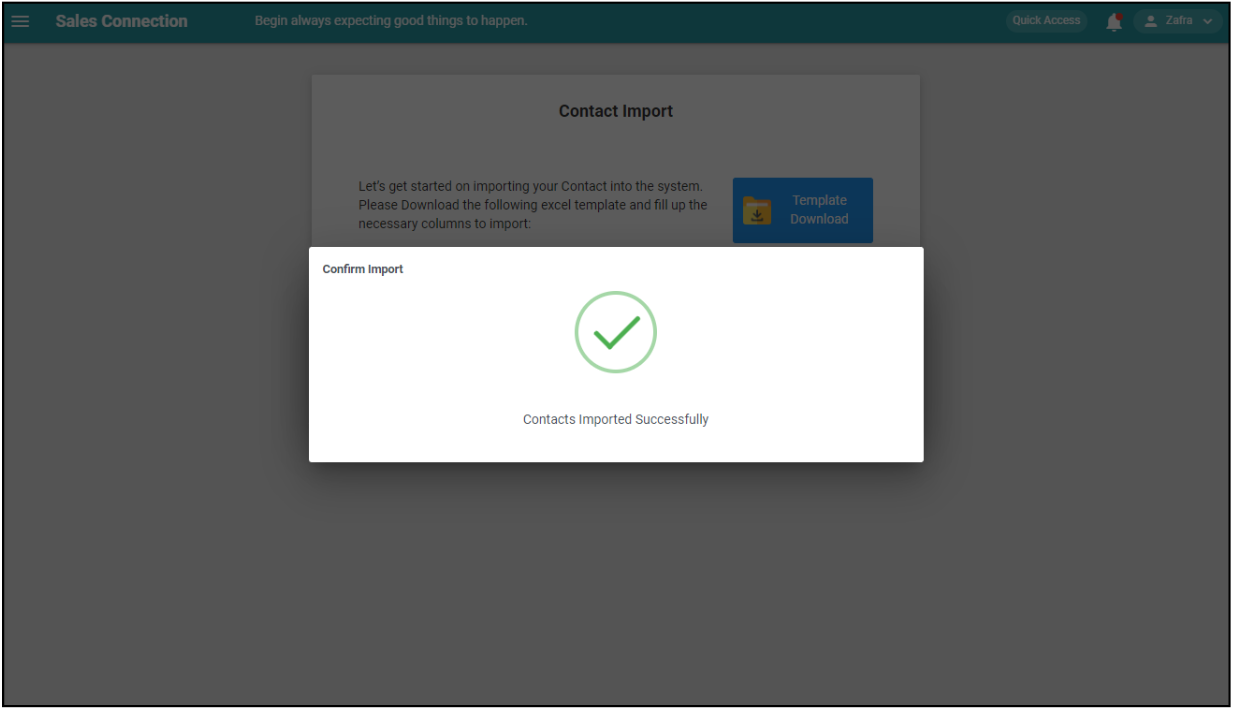 Sales Connection
Begin always expecting good things to happen.
Quick Access
Zafra
Contact Import
Let's get started on importing your Contact into the system.
Please Download the following excel template and fill up the
necessary columns to import:
Template
Download
Confirm Import
Contacts Imported Successfully